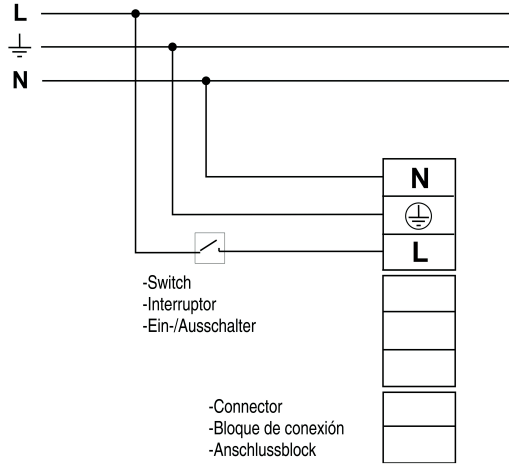 L
N
N
L
-Switch
-Interruptor
-Ein-/Ausschalter
-Connector
-Bloque de conexión
-Anschlussblock